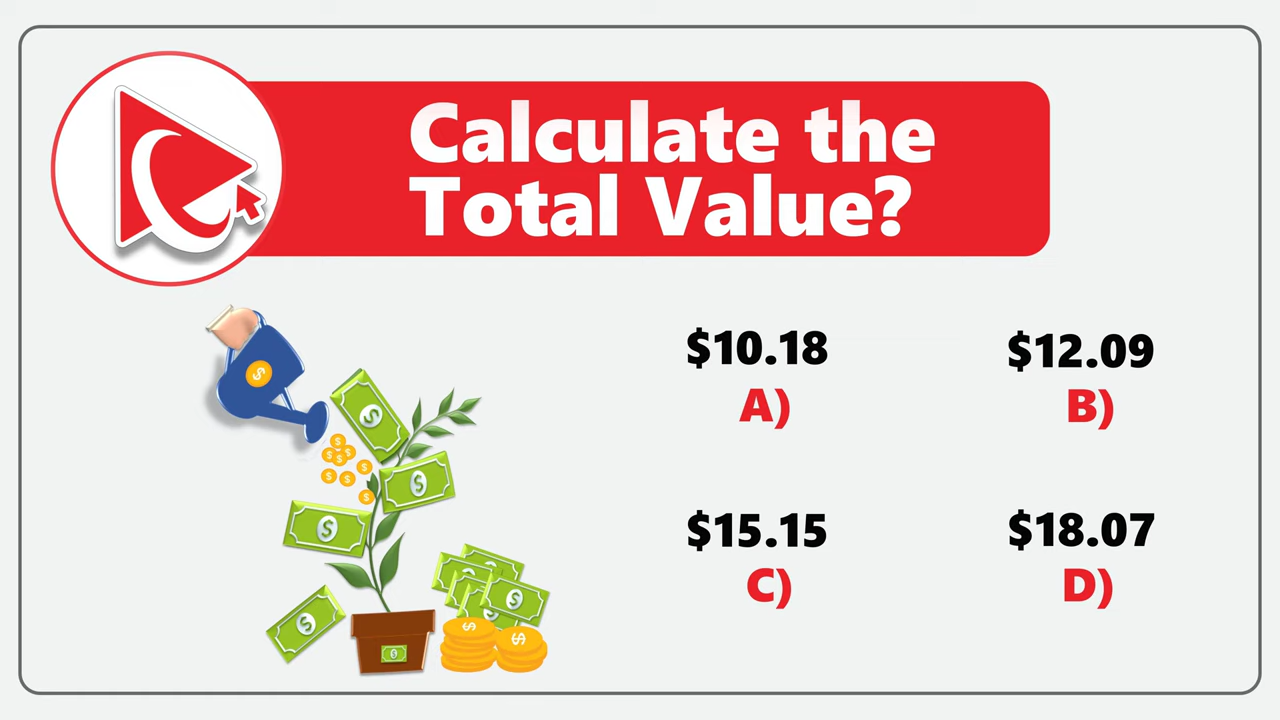 Calculate the
Total Value?
$10.18
A)
$12.09
B)
$15.15
C)
$18.07
D)